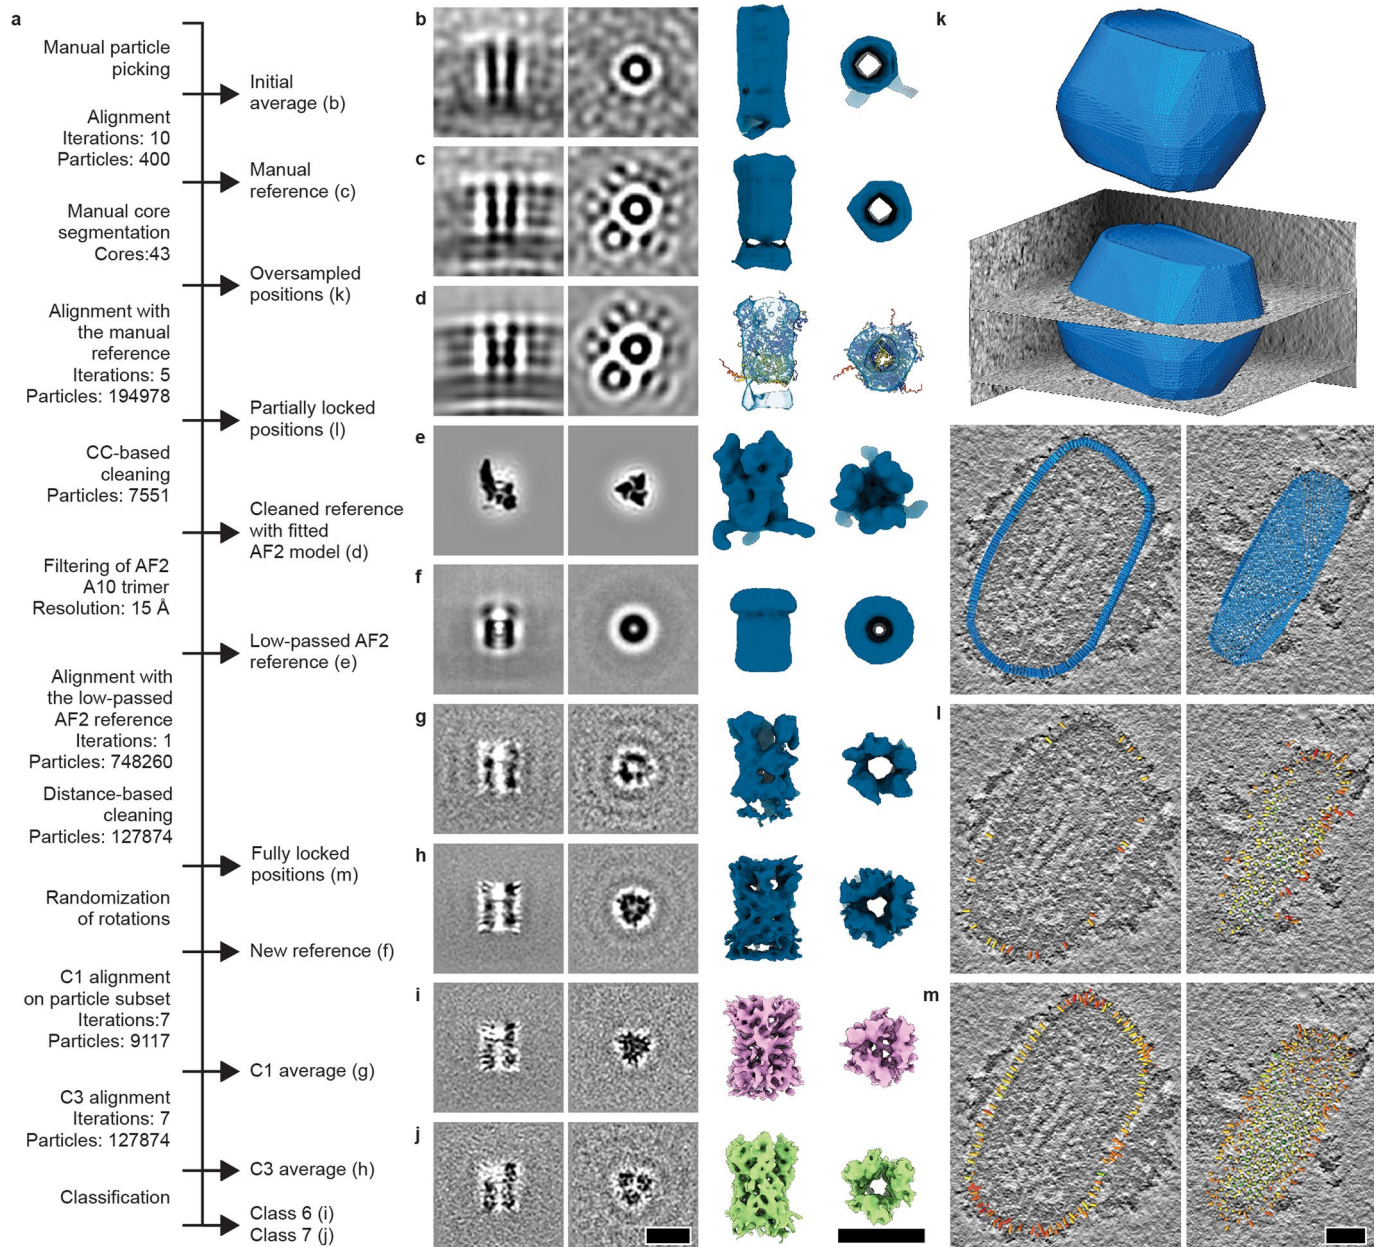 a
Manual particle
picking
Initial
average (b)
Alignment
Iterations: 10
Particles: 400
Manual
reference (c)
Manual core
segmentation
Cores:43
Oversampled
positions (k)
Alignment with
the manual
reference
Iterations: 5
Particles: 194978
Partially locked
positions (l)
CC-based
cleaning
Particles: 7551
Cleaned reference
with fitted
AF2 model (d)
Filtering of AF2
A10 trimer
Resolution: 15 Å
Low-passed AF2
reference (e)
Alignment with
the low-passed
AF2 reference
Iterations: 1
Particles: 748260
Distance-based
cleaning
Particles: 127874
Fully locked
positions (m)
Randomization
of rotations
New reference (f)
C1 alignment
on particle subset
Iterations:7
Particles: 9117
C1 average (g)
C3 alignment
Iterations: 7
Particles: 127874
C3 average (h)
Classification
Class 6 (i)
Class 7 (j)
b
c
d
e
f
g
h
i
j
k
l
m